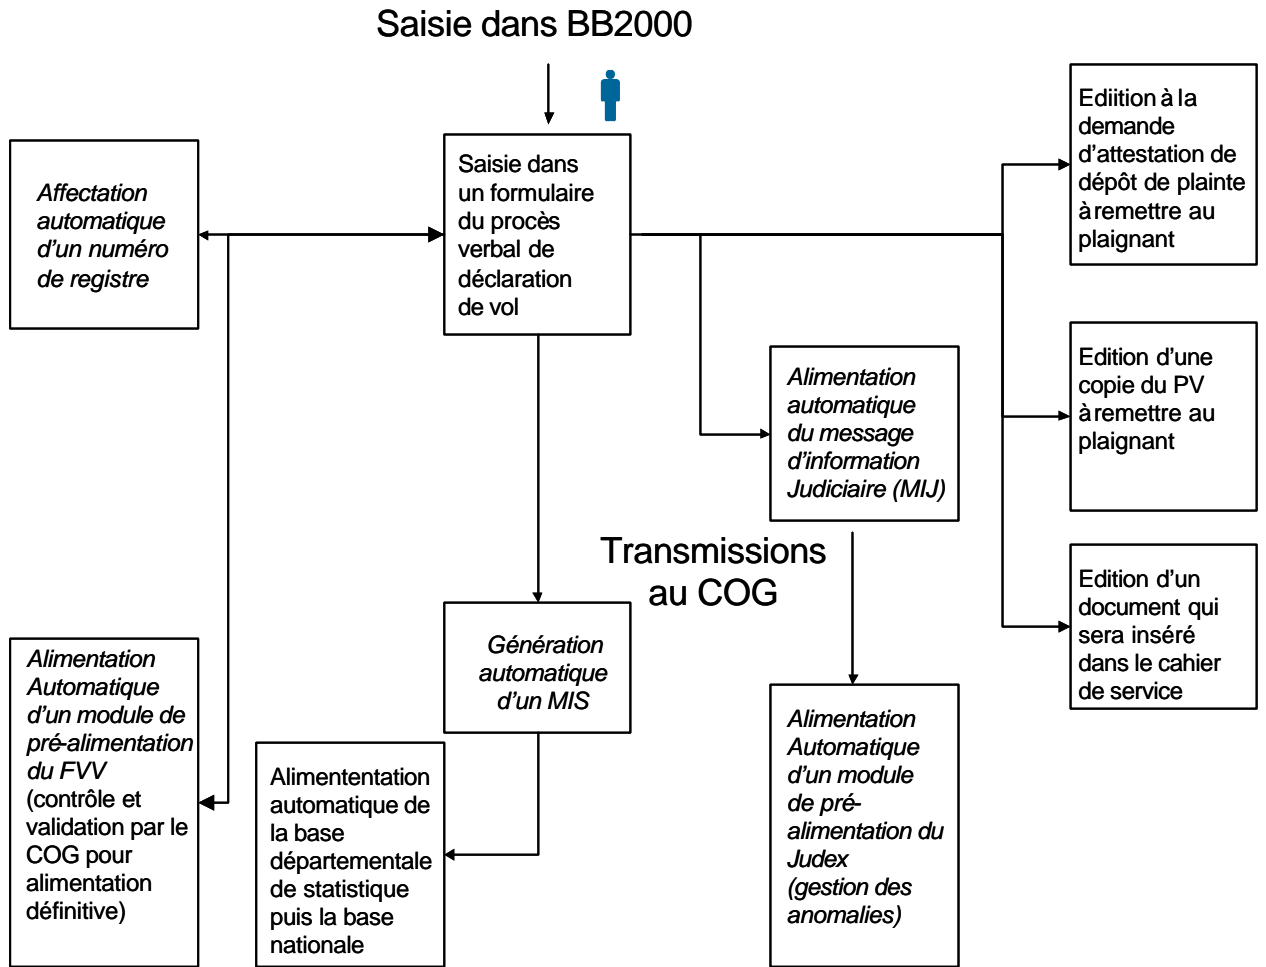 Saisie dans BB2000
Saisie dans
un formulaire
du procès
verbal de
déclaration
de vol
Affectation
automatique
d'un numéro
de registre
Ediition à la
demande
d'attestation de
dépôt de plainte
à remettre au
plaignant
Edition d'une
copie du PV
à remettre au
plaignant
Alimentation
automatique
du message
d'information
Judiciaire (MIJ)
Transmissions
au COG
Edition d'un
document qui
sera inséré
dans le cahier
de service
Génération
automatique
d'un MIS
Alimentation
Automatique
d'un module de
pré-alimentation
du FVV
(contrôle et
validation par le
COG pour
alimentation
définitive)
Alimententation
automatique de
la base
départementale
de statistique
puis la base
nationale
Alimentation
Automatique
d'un module
de pré-
alimentation du
Judex
(gestion des
anomalies)